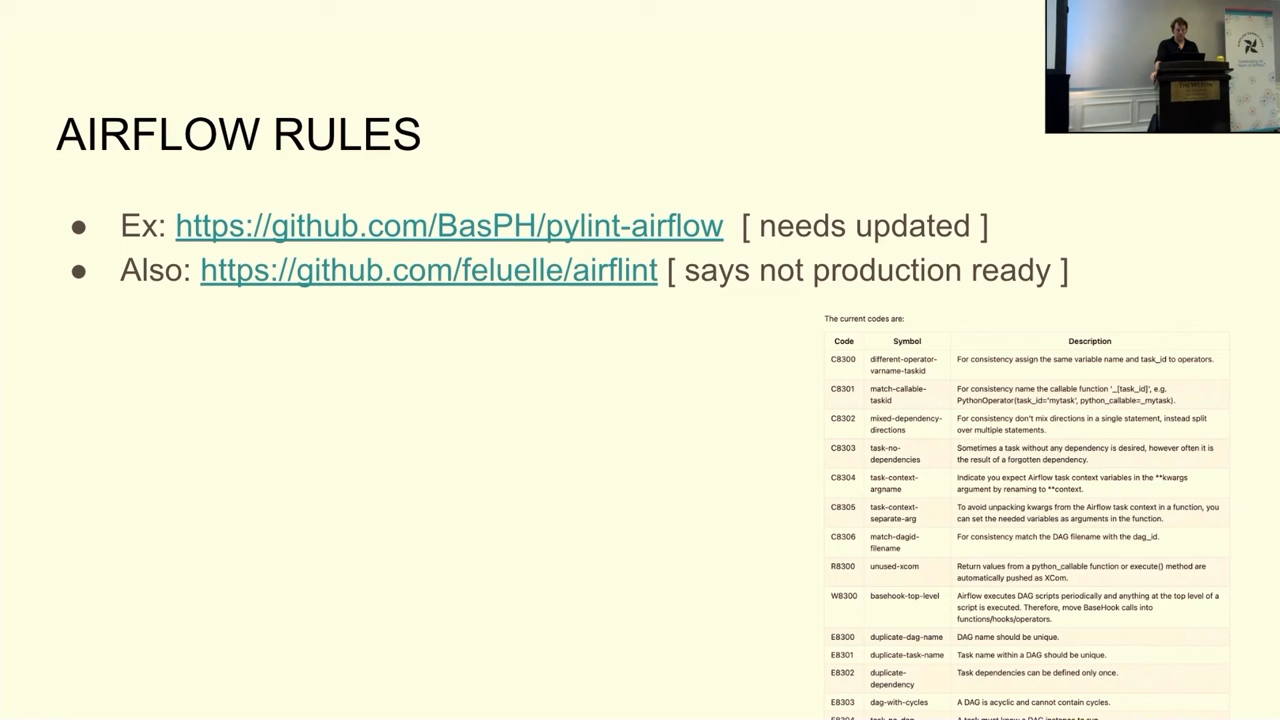 AIRFLOW RULES
● Ex: https://github.com/BasPH/pylint-airflow [ needs updated ]
● Also: https://github.com/feluelle/airflint [ says not production ready ]
The current codes are:
Code Symbol Description
C8300 different-operator- For consistency assign the same variable name and task_id to operators.
varname-taskid
C8301 match-callable- For consistency name the callable function '_[task_id]', e.g.
taskid PythonOperator(task_id='mytask', python_callable=_mytask).
C8302 mixed-dependency- For consistency don't mix directions in a single statement, instead split
directions over multiple statements.
C8303 task-no- Sometimes a task without any dependency is desired, however often it is
dependencies the result of a forgotten dependency.
C8304 task-context- Indicate you expect Airflow task context variables in the **kwargs
argname argument by renaming to **context.
C8305 task-context- To avoid unpacking kwargs from the Airflow task context in a function, you
separate-arg can set the needed variables as arguments in the function.
C8306 match-dagid- For consistency match the DAG filename with the dag_id.
filename
R8300 unused-xcom Return values from a python_callable function or execute() method are
automatically pushed as XCom.
W8300 basehook-top-level Airflow executes DAG scripts periodically and anything at the top level of a
script is executed. Therefore, move BaseHook calls into
functions/hooks/operators.
E8300 duplicate-dag-name DAG name should be unique.
E8301 duplicate-task-name Task name within a DAG should be unique.
E8302 duplicate- Task dependencies can be defined only once.
dependency
E8303 dag-with-cycles A DAG is acyclic and cannot contain cycles.